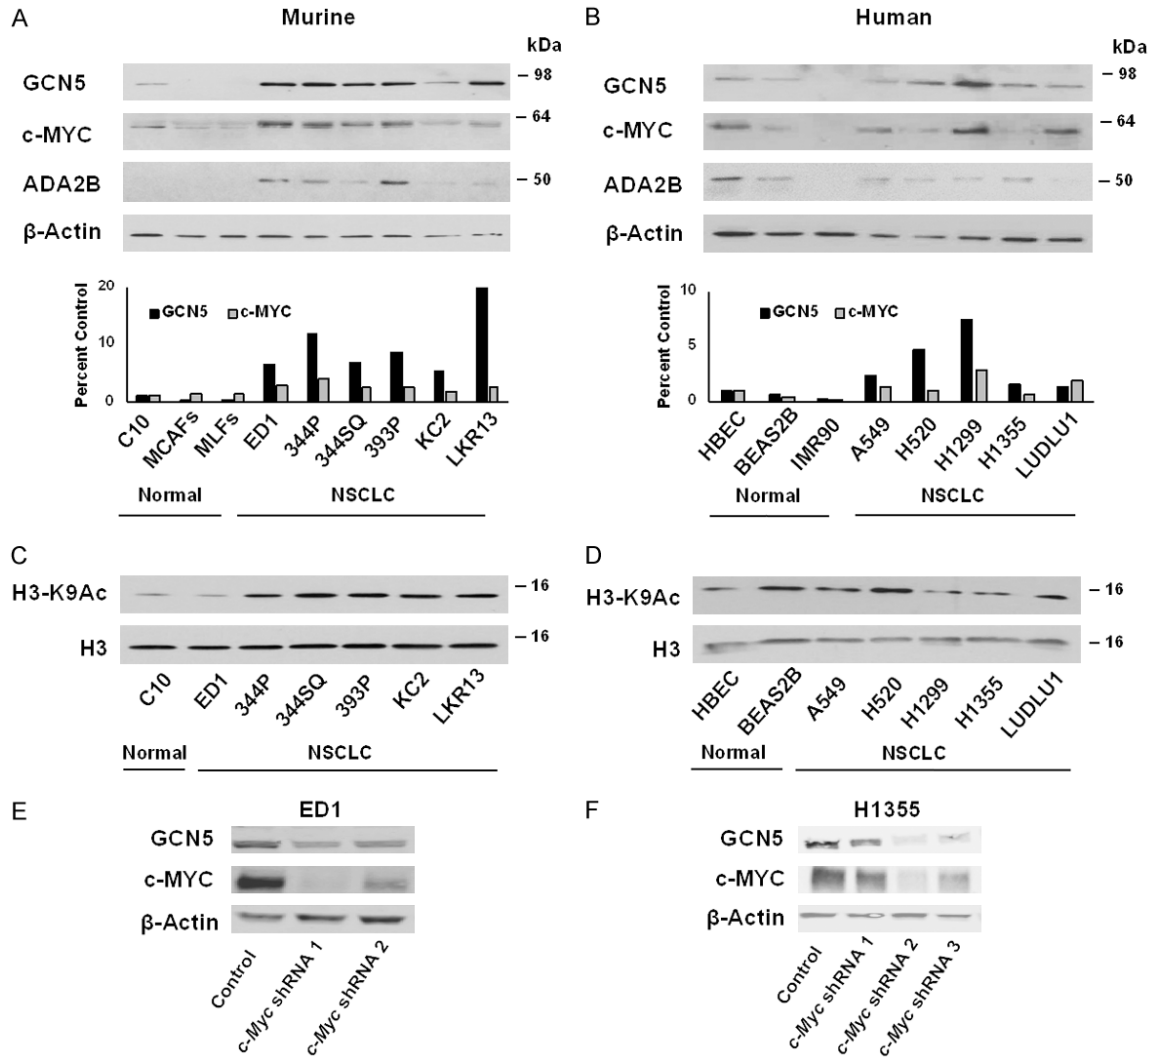 A
Murine
kDa
GCN5
– 98
c-MYC
– 64
ADA2B
– 50
β-Actin
Percent Control
20
10
0
GCN5
c-MYC
C10
MCAFs
MLFs
ED1
344P
344SQ
393P
KC2
LKR13
Normal
NSCLC
B
Human
kDa
GCN5
– 98
c-MYC
– 64
ADA2B
– 50
β-Actin
Percent Control
10
5
0
GCN5
c-MYC
HBEC
BEAS2B
IMR90
A549
H520
H1299
H1355
LUDLU1
Normal
NSCLC
C
H3-K9Ac
– 16
H3
– 16
C10
ED1
344P
344SQ
393P
KC2
LKR13
Normal
NSCLC
D
H3-K9Ac
– 16
H3
– 16
HBEC
BEAS2B
A549
H520
H1299
H1355
LUDLU1
Normal
NSCLC
E
ED1
GCN5
c-MYC
β-Actin
Control
c-Myc shRNA 1
c-Myc shRNA 2
F
H1355
GCN5
c-MYC
β-Actin
Control
c-Myc shRNA 1
c-Myc shRNA 2
c-Myc shRNA 3